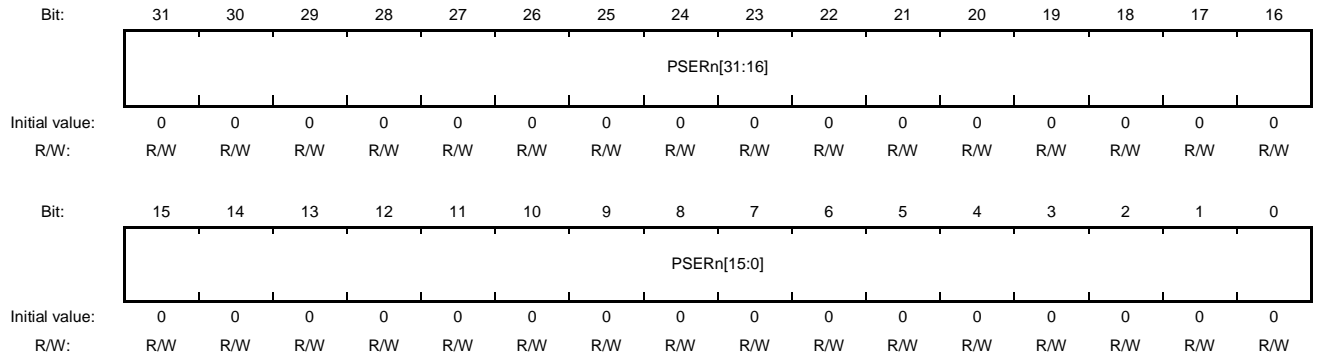 Bit: 31 30 29 28 27 26 25 24 23 22 21 20 19 18 17 16
PSERn[31:16]
Initial value: 0 0 0 0 0 0 0 0 0 0 0 0 0 0 0 0
R/W: R/W R/W R/W R/W R/W R/W R/W R/W R/W R/W R/W R/W R/W R/W R/W R/W
Bit: 15 14 13 12 11 10 9 8 7 6 5 4 3 2 1 0
PSERn[15:0]
Initial value: 0 0 0 0 0 0 0 0 0 0 0 0 0 0 0 0
R/W: R/W R/W R/W R/W R/W R/W R/W R/W R/W R/W R/W R/W R/W R/W R/W R/W